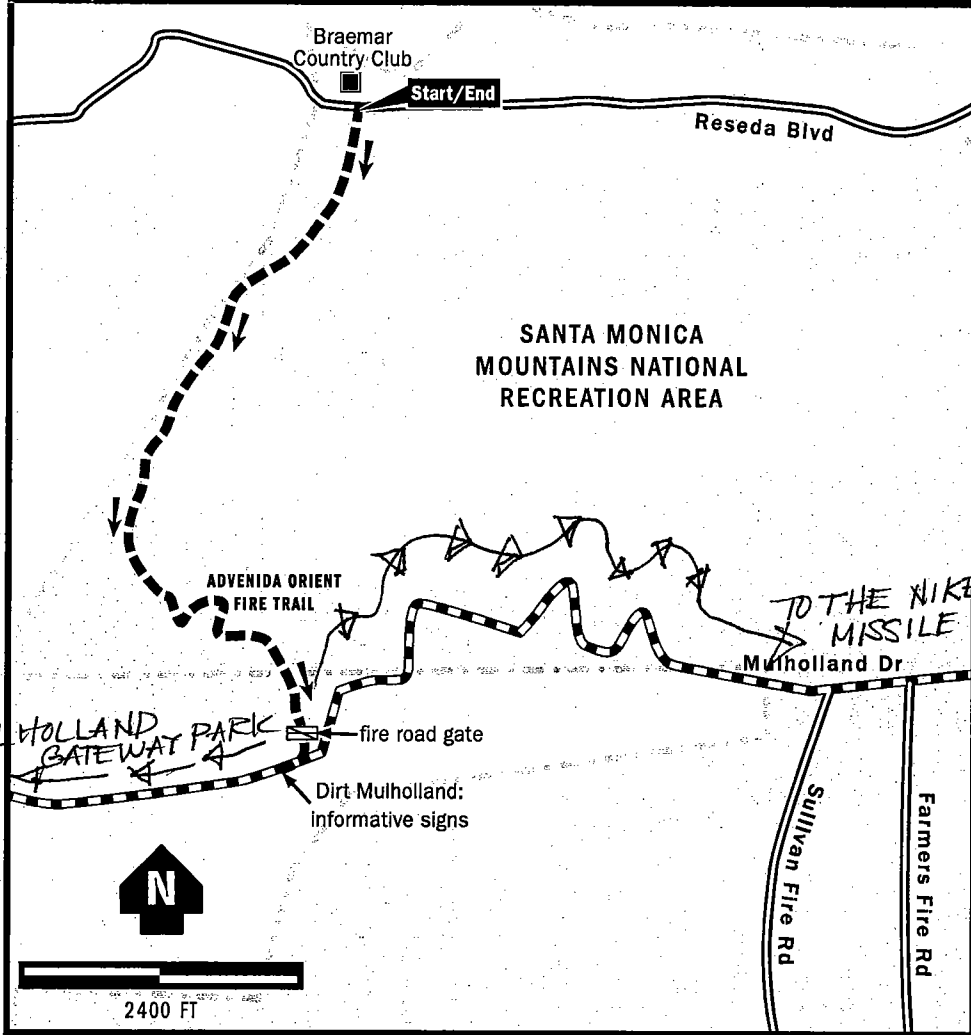 Braemar
Country Club
Start/End
Reseda Blvd
SANTA MONICA
MOUNTAINS NATIONAL
RECREATION AREA
ADVENIDA ORIENT
FIRE TRAIL
TO THE NIKE
MISSILE
Mulholland Dr
HOLLAND
GATEWAY PARK
fire road gate
Dirt Mulholland:
informative signs
Sullivan Fire Rd
Farmers Fire Rd
N
2400 FT